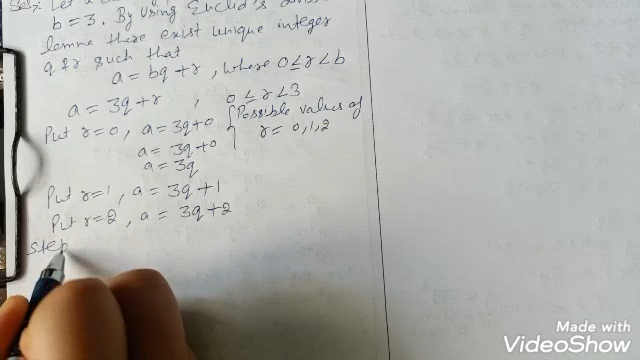 b = 3. By using Euclid's
lemma there exist unique integer
q & r such that
a = bq + r, where 0 ≤ r < b
a = 3q + r , 0 ≤ r < 3
Put r = 0, a = 3q + 0 { Possible values of
a = 3q + 0 r = 0, 1, 2
a = 3q
Put r = 1, a = 3q + 1
Put r = 2, a = 3q + 2
Step
Made with
VideoShow